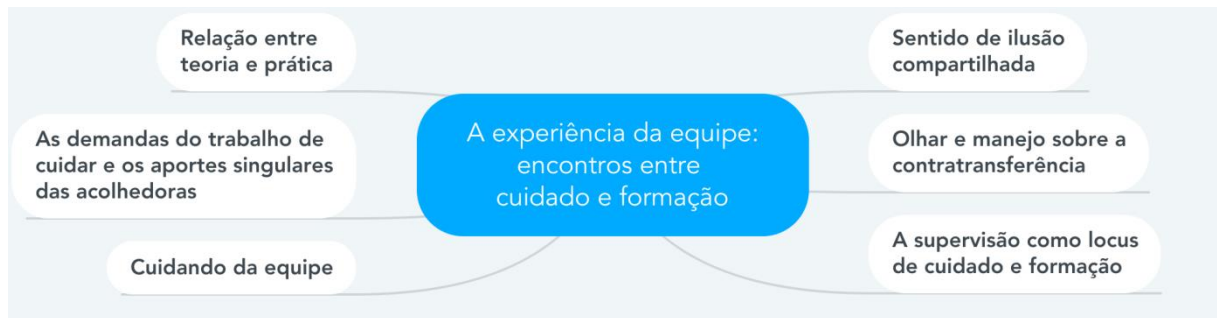 Relação entre
teoria e prática
As demandas do trabalho de
cuidar e os aportes singulares
das acolhedoras
Cuidando da equipe
A experiência da equipe:
encontros entre
cuidado e formação
Sentido de ilusão
compartilhada
Olhar e manejo sobre a
contratransferência
A supervisão como locus
de cuidado e formação